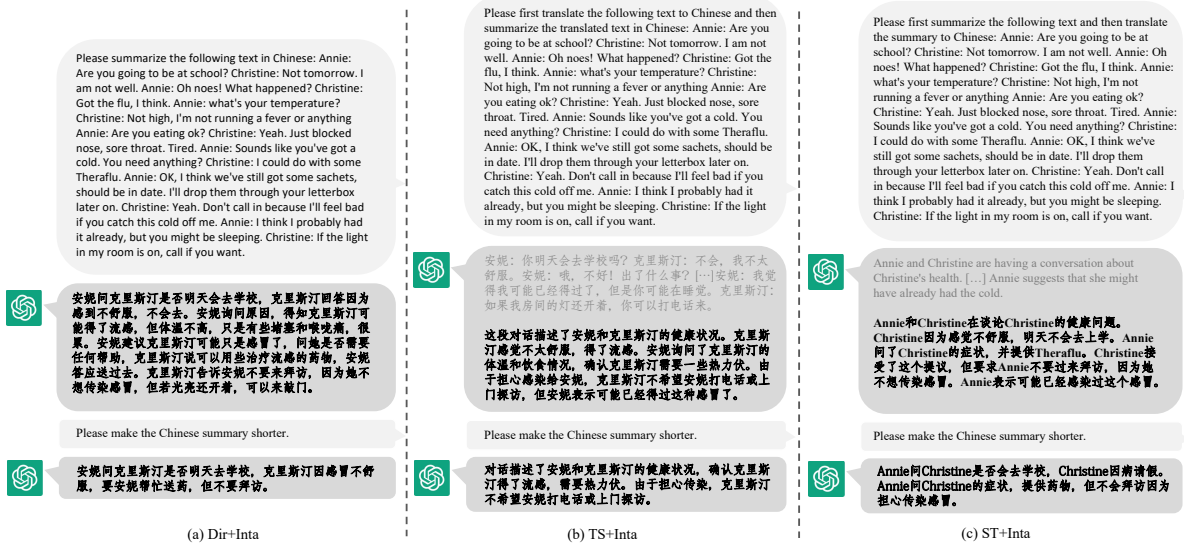 Please summarize the following text in Chinese: Annie:
Are you going to be at school? Christine: Not tomorrow. I
am not well. Annie: Oh noes! What happened? Christine:
Got the flu, I think. Annie: what's your temperature?
Christine: Not high, I'm not running a fever or anything
Annie: Are you eating ok? Christine: Yeah. Just blocked
nose, sore throat. Tired. Annie: Sounds like you've got a
cold. You need anything? Christine: I could do with some
Theraflu. Annie: OK, I think we've still got some sachets,
should be in date. I'll drop them through your letterbox
later on. Christine: Yeah. Don't call in because I'll feel bad
if you catch this cold off me. Annie: I think I probably had
it already, but you might be sleeping. Christine: If the light
in my room is on, call if you want.
安妮问克里斯汀是否明天会去学校，克里斯汀回答因为
感到不舒服，不会去。安妮询问原因，得知克里斯汀可
能得了流感，但体温不高，只是有些堵塞和喉咙痛，很
累。安妮建议克里斯汀可能只是感冒了，问她是否需要
任何帮助，克里斯汀说可以用些治疗流感的药物，安妮
答应送过去。克里斯汀告诉安妮不要来拜访，因为她不
想传染感冒，但若光亮还开着，可以来敲门。
Please make the Chinese summary shorter.
安妮问克里斯汀是否明天去学校，克里斯汀因感冒不舒
服，要安妮帮忙送药，但不要拜访。
(a) Dir+Inta
Please first translate the following text to Chinese and then
summarize the translated text in Chinese: Annie: Are you
going to be at school? Christine: Not tomorrow. I am not
well. Annie: Oh noes! What happened? Christine: Got the
flu, I think. Annie: what's your temperature? Christine:
Not high, I'm not running a fever or anything Annie: Are
you eating ok? Christine: Yeah. Just blocked nose, sore
throat. Tired. Annie: Sounds like you've got a cold. You
need anything? Christine: I could do with some Theraflu.
Annie: OK, I think we've still got some sachets, should be
in date. I'll drop them through your letterbox later on.
Christine: Yeah. Don't call in because I'll feel bad if you
catch this cold off me. Annie: I think I probably had it
already, but you might be sleeping. Christine: If the light
in my room is on, call if you want.
安妮：你明天会去学校吗？克里斯汀：不会，我不太
舒服。安妮：哦，不好！出了什么事？[…]安妮：我觉
得我可能已经得过了，但是你可能在睡觉。克里斯汀：
如果我房间的灯还开着，你可以打电话来。
这段对话描述了安妮和克里斯汀的健康状况。克里斯
汀感觉不太舒服，得了流感。安妮询问了克里斯汀的
体温和饮食情况，确认克里斯汀需要一些热力伏。由
于担心感染给安妮，克里斯汀不希望安妮打电话或上
门探访，但安妮表示可能已经得过这种感冒了。
Please make the Chinese summary shorter.
对话描述了安妮和克里斯汀的健康状况，确认克里斯
汀得了流感，需要热力伏。由于担心传染，克里斯汀
不希望安妮打电话或上门探访。
(b) TS+Inta
Please first summarize the following text and then translate
the summary to Chinese: Annie: Are you going to be at
school? Christine: Not tomorrow. I am not well. Annie: Oh
noes! What happened? Christine: Got the flu, I think. Annie:
what's your temperature? Christine: Not high, I'm not
running a fever or anything Annie: Are you eating ok?
Christine: Yeah. Just blocked nose, sore throat. Tired. Annie:
Sounds like you've got a cold. You need anything? Christine:
I could do with some Theraflu. Annie: OK, I think we've
still got some sachets, should be in date. I'll drop them
through your letterbox later on. Christine: Yeah. Don't call
in because I'll feel bad if you catch this cold off me. Annie: I
think I probably had it already, but you might be sleeping.
Christine: If the light in my room is on, call if you want.
Annie and Christine are having a conversation about
Christine's health. […] Annie suggests that she might
have already had the cold.
Annie和Christine在谈论Christine的健康问题。
Christine因为感觉不舒服，明天不会去上学。Annie
问了Christine的症状，并提供Theraflu。Christine接
受了这个提议，但要求Annie不要过来拜访，因为她
不想传染感冒。Annie表示可能已经感染过这个感冒。
Please make the Chinese summary shorter.
Annie问Christine是否会去学校，Christine因病请假。
Annie问Christine的症状，提供药物，但不会拜访因为
担心传染感冒。
(c) ST+Inta